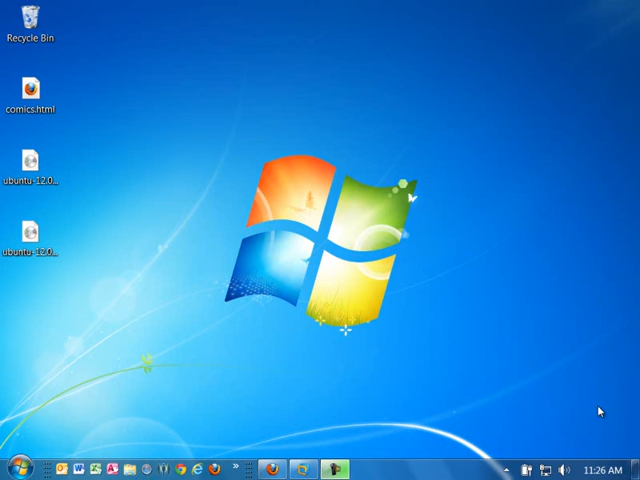 Recycle Bin
comics.html
ubuntu-12.0...
ubuntu-12.0...
11:26 AM